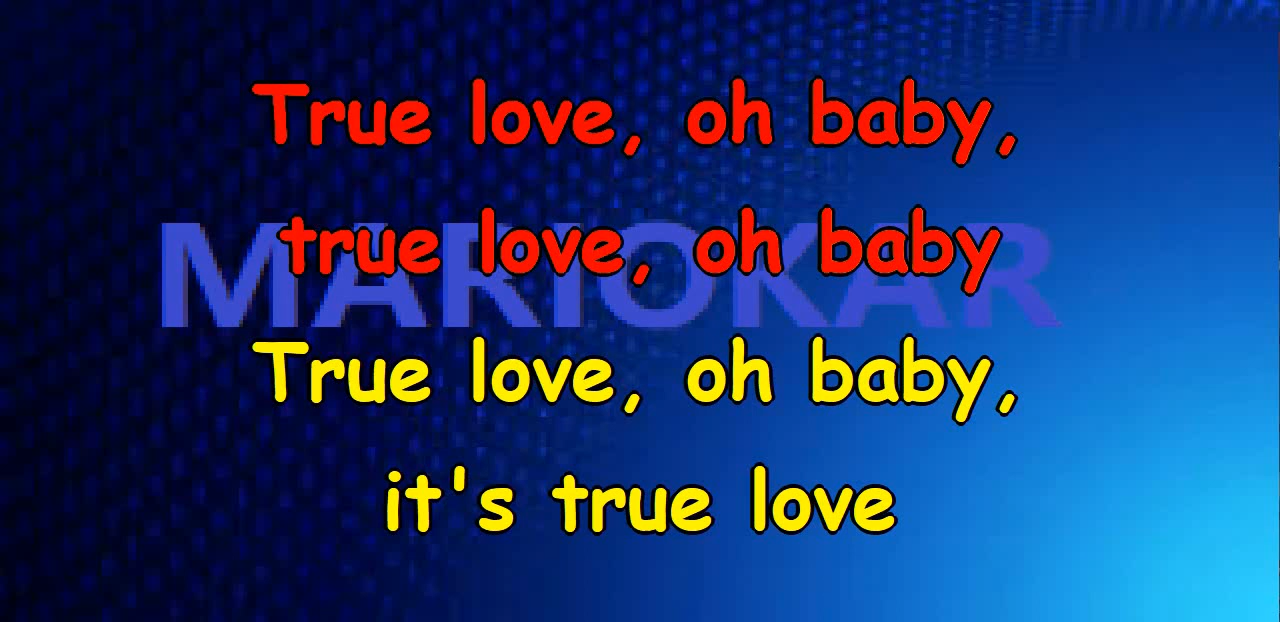 True love, oh baby,
MARIOKAR
true love, oh baby
True love, oh baby,
it's true love